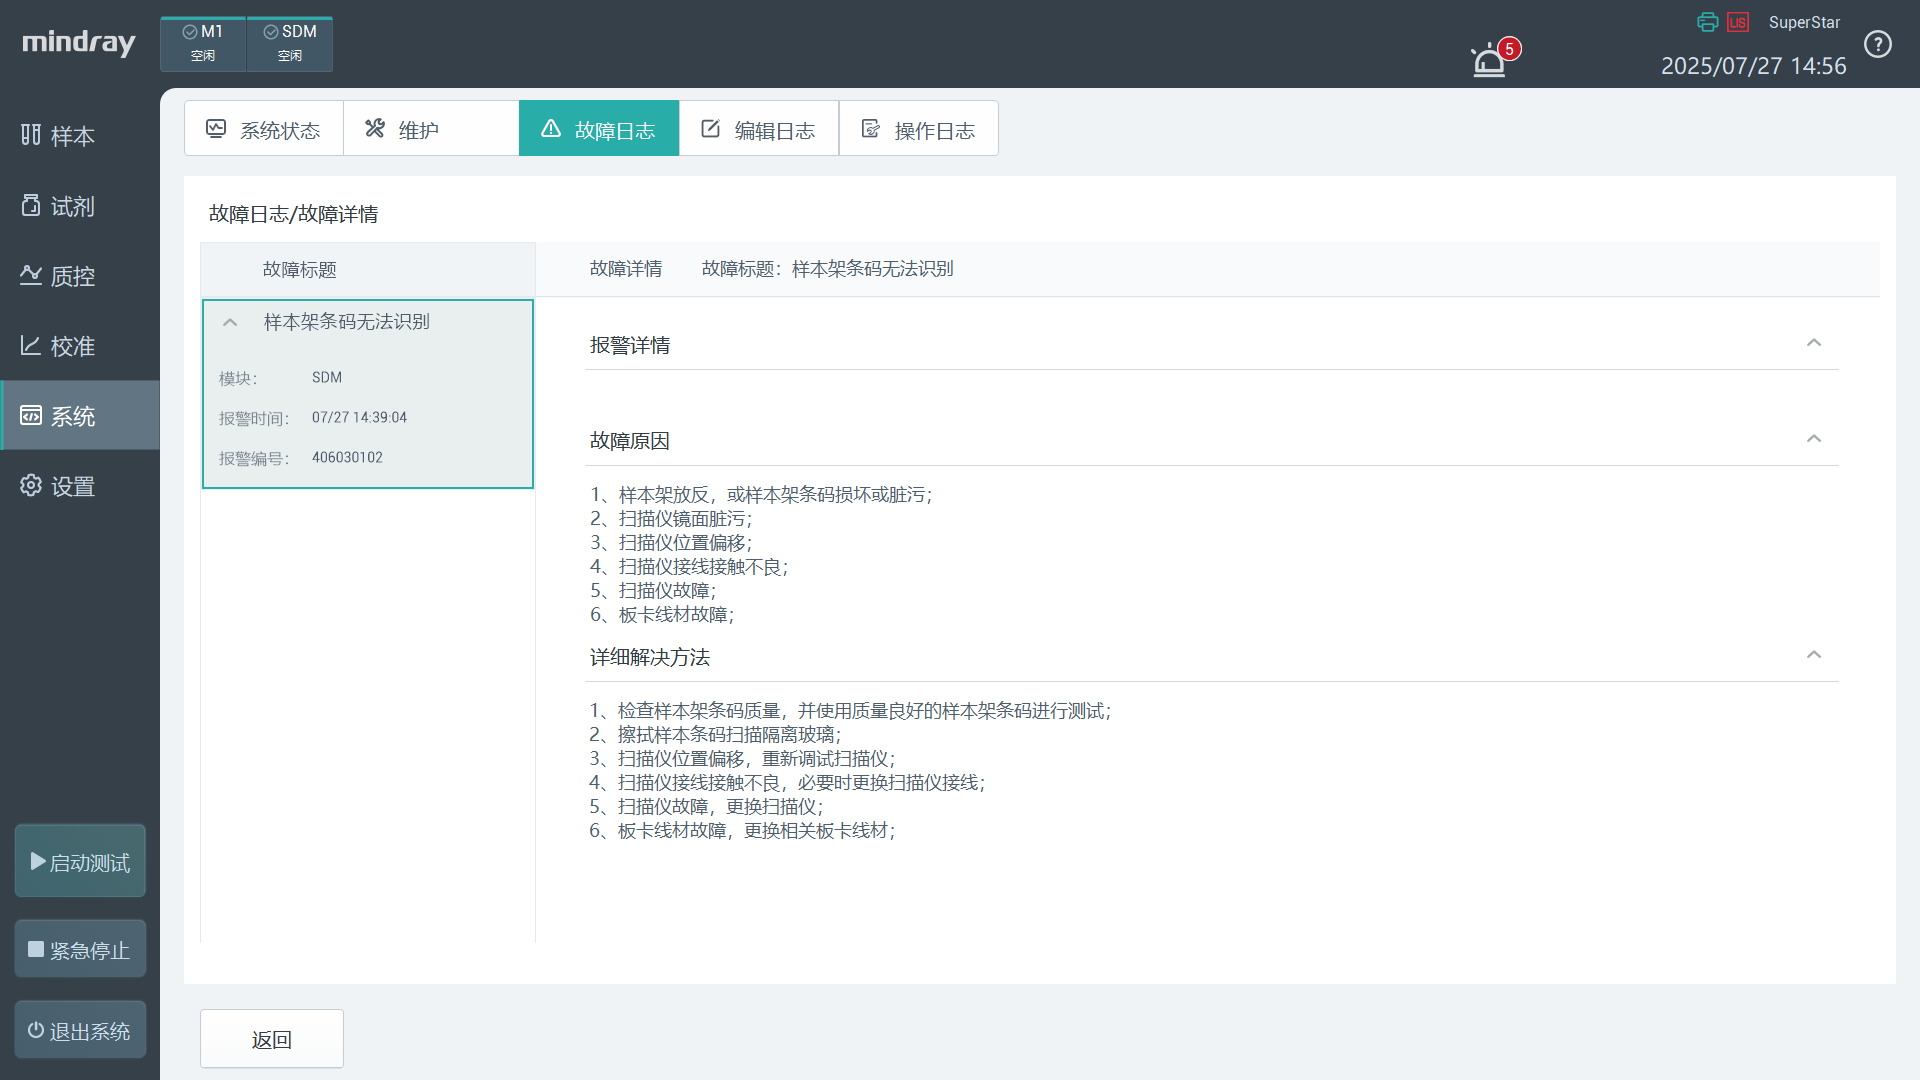 mindray
M1
空闲
SDM
空闲
5
LIS
SuperStar
2025/07/27 14:56
?
样本
试剂
质控
校准
系统
设置
启动测试
紧急停止
退出系统
系统状态
维护
故障日志
编辑日志
操作日志
故障日志/故障详情
故障标题
样本架条码无法识别
模块: SDM
报警时间: 07/27 14:39:04
报警编号: 406030102
故障详情 故障标题: 样本架条码无法识别
报警详情
故障原因
1、样本架放反，或样本架条码损坏或脏污;
2、扫描仪镜面脏污;
3、扫描仪位置偏移;
4、扫描仪接线接触不良;
5、扫描仪故障;
6、板卡线材故障;
详细解决方法
1、检查样本架条码质量，并使用质量良好的样本架条码进行测试;
2、擦拭样本条码扫描隔离玻璃;
3、扫描仪位置偏移，重新调试扫描仪;
4、扫描仪接线接触不良，必要时更换扫描仪接线;
5、扫描仪故障，更换扫描仪;
6、板卡线材故障，更换相关板卡线材;
返回